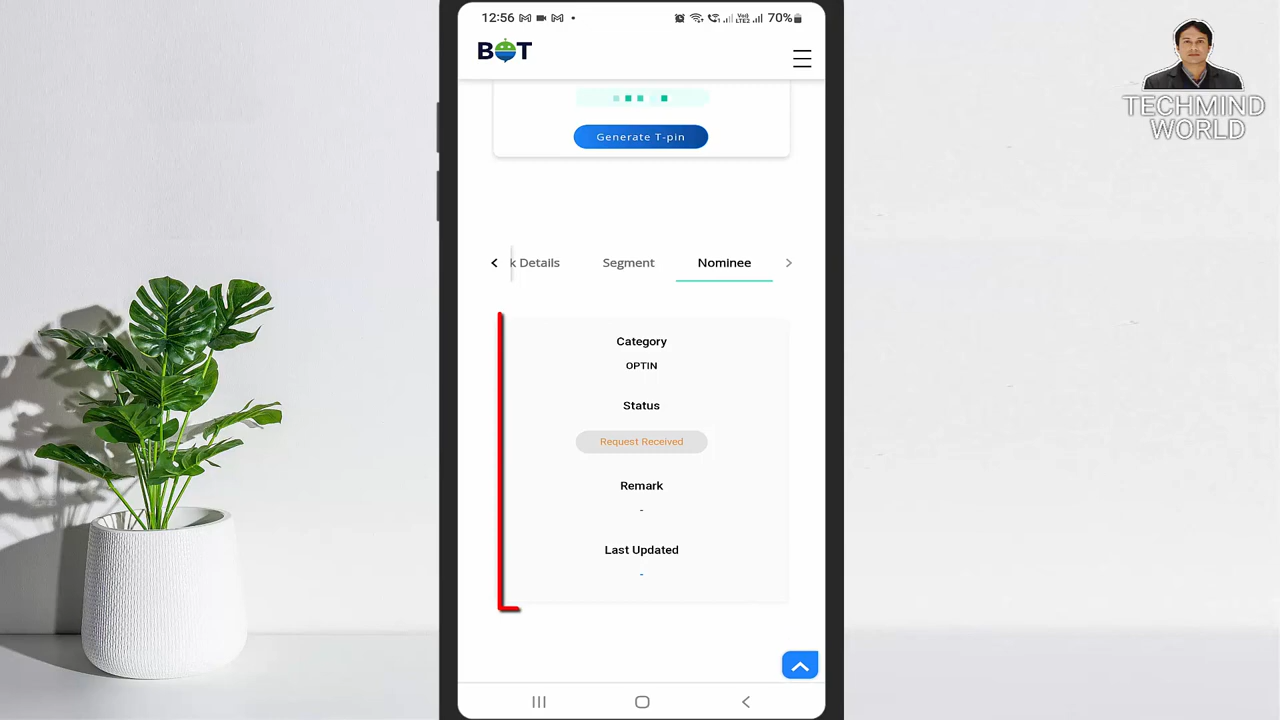 12:56
70%
BOT
Generate T-pin
k Details
Segment
Nominee
Category
OPTIN
Status
Request Received
Remark
-
Last Updated
-
TECHMIND
WORLD